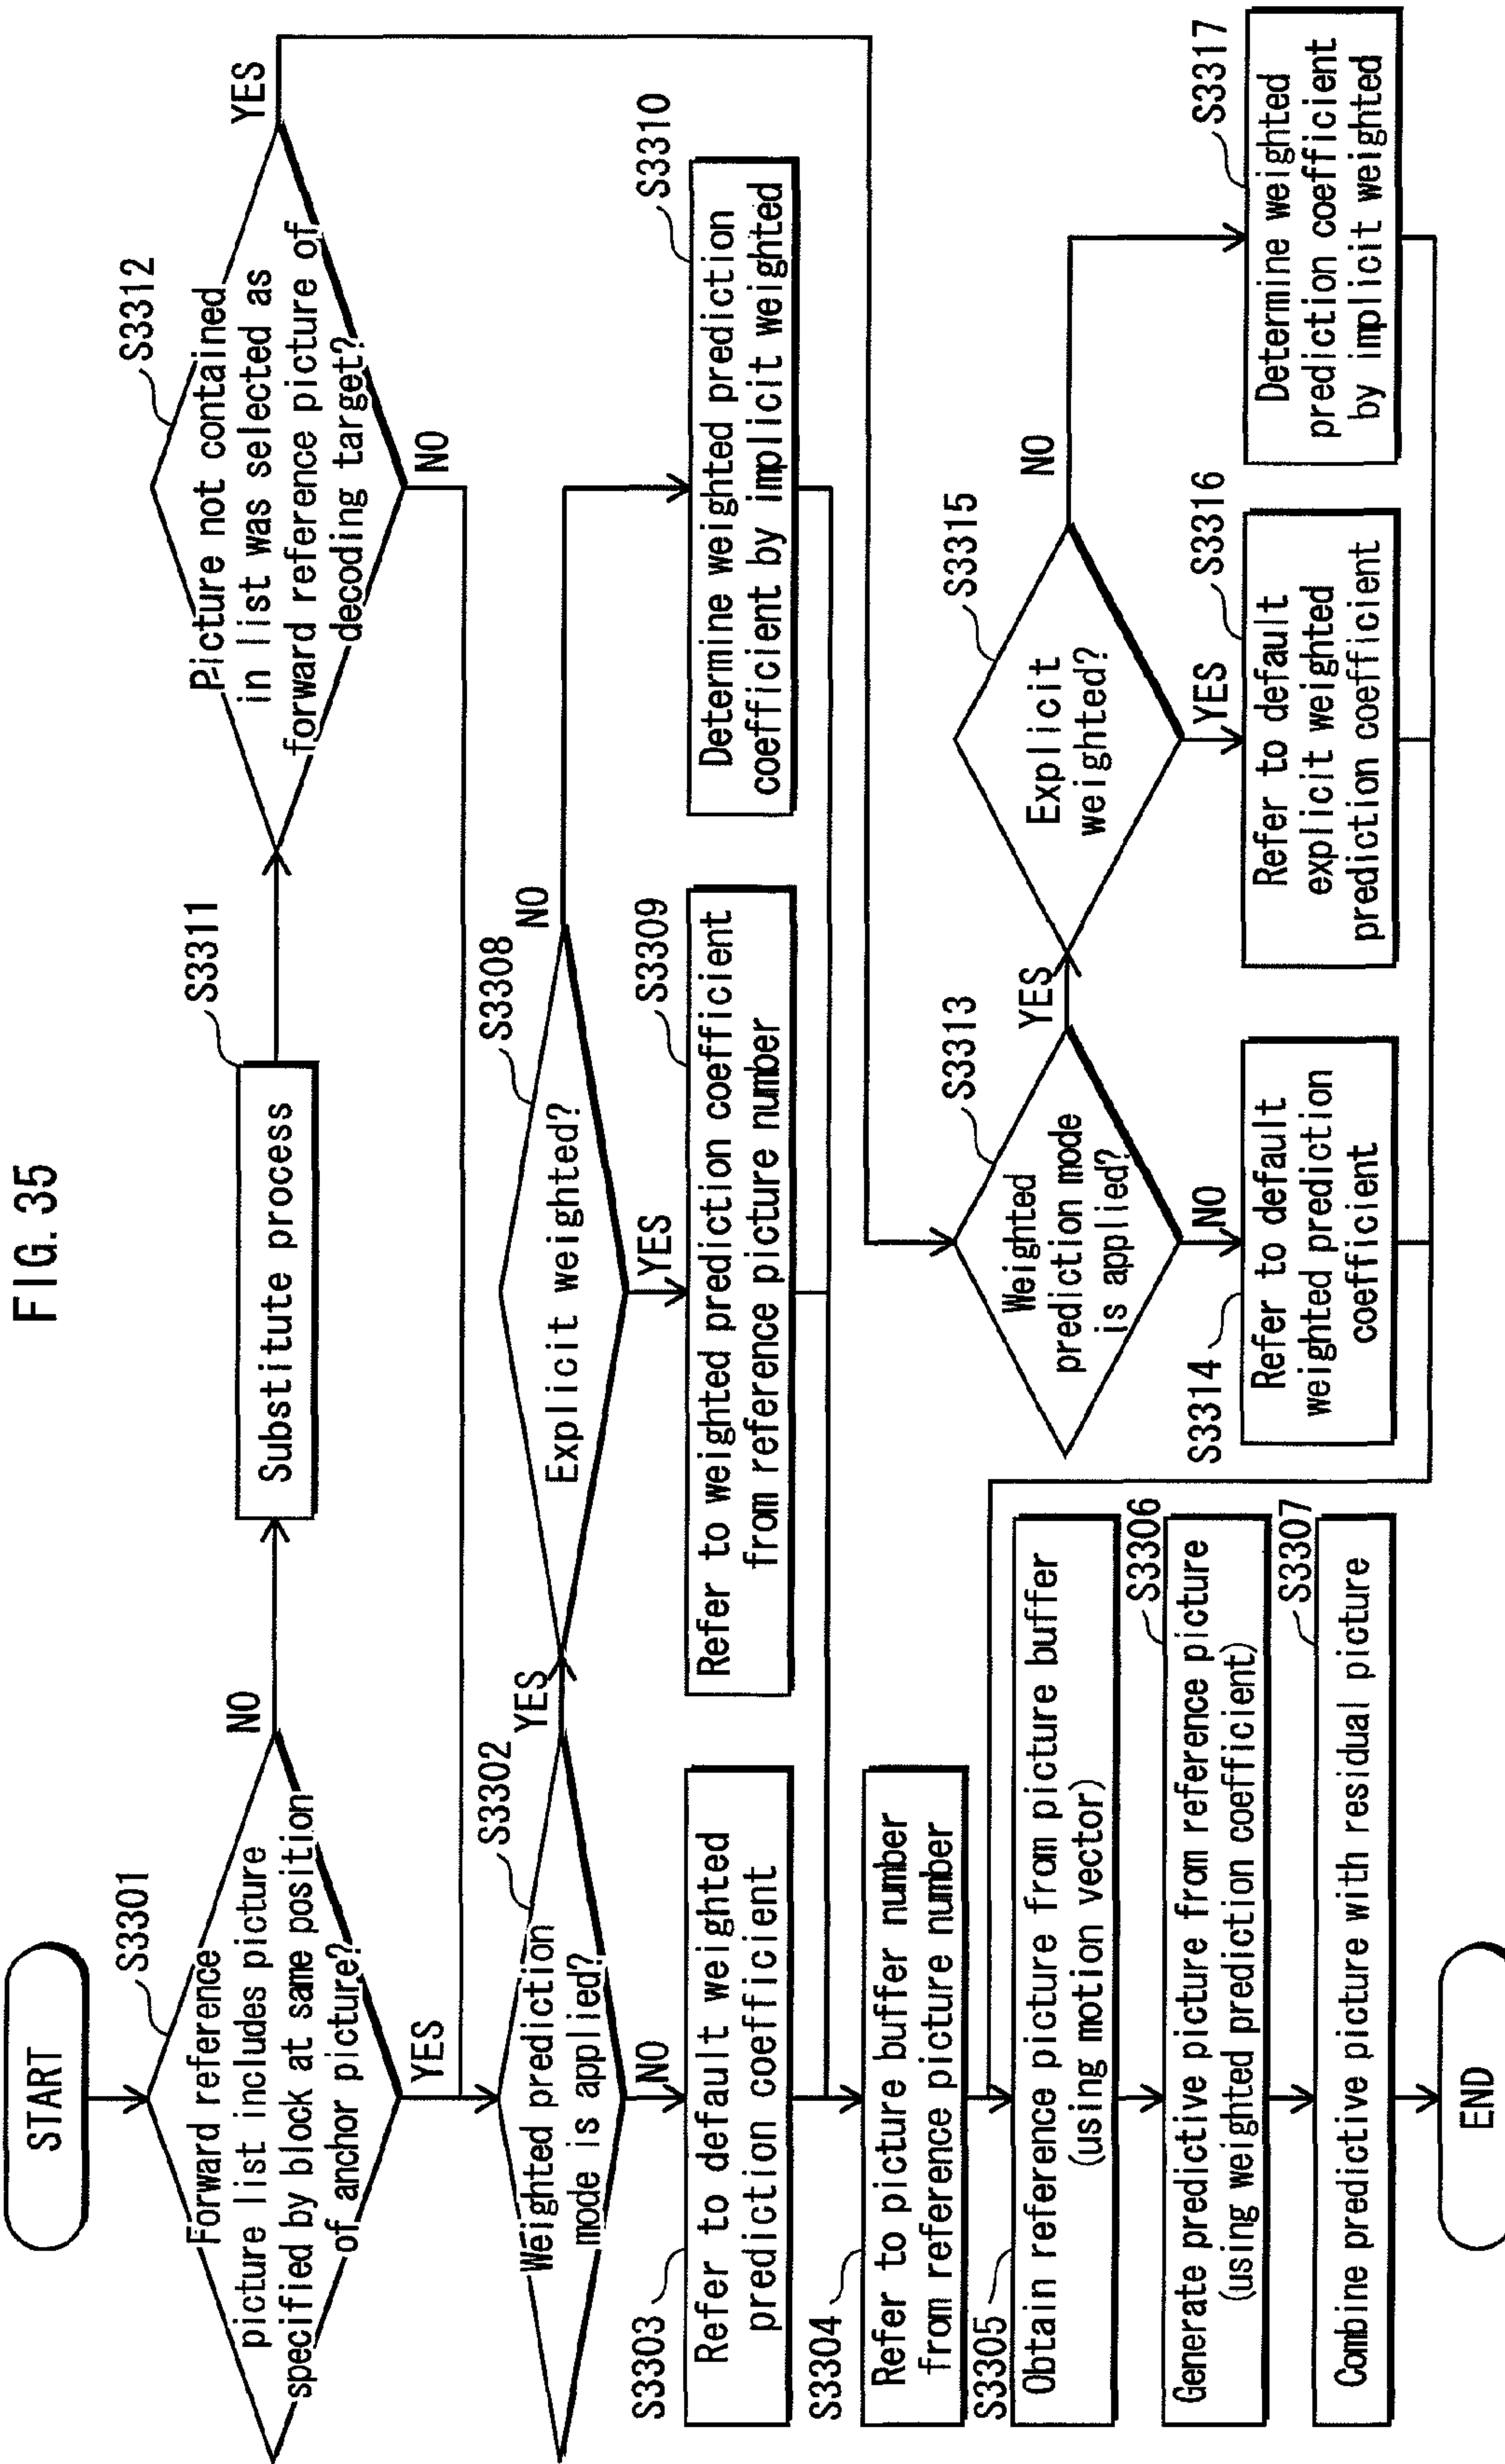 FIG. 35
START
S3301
Forward reference
picture list includes picture
specified by block at same position
of anchor picture?
NO
YES
S3311
Substitute process
S3312
Picture not contained
in list was selected as
forward reference picture of
decoding target?
YES
NO
S3302
Weighted prediction
mode is applied?
YES
NO
S3308
Explicit weighted?
NO
YES
S3303
Refer to default weighted
prediction coefficient
S3309
Refer to weighted prediction coefficient
from reference picture number
S3310
Determine weighted prediction
coefficient by implicit weighted
S3304
Refer to picture buffer number
from reference picture number
S3305
Obtain reference picture from picture buffer
(using motion vector)
S3306
Generate predictive picture from reference picture
(using weighted prediction coefficient)
S3307
Combine predictive picture with residual picture
END
S3313
Weighted
prediction mode
is applied?
YES
NO
S3315
Explicit
weighted?
NO
YES
S3314
Refer to default
weighted prediction
coefficient
S3316
Refer to default
explicit weighted
prediction coefficient
S3317
Determine weighted
prediction coefficient
by implicit weighted